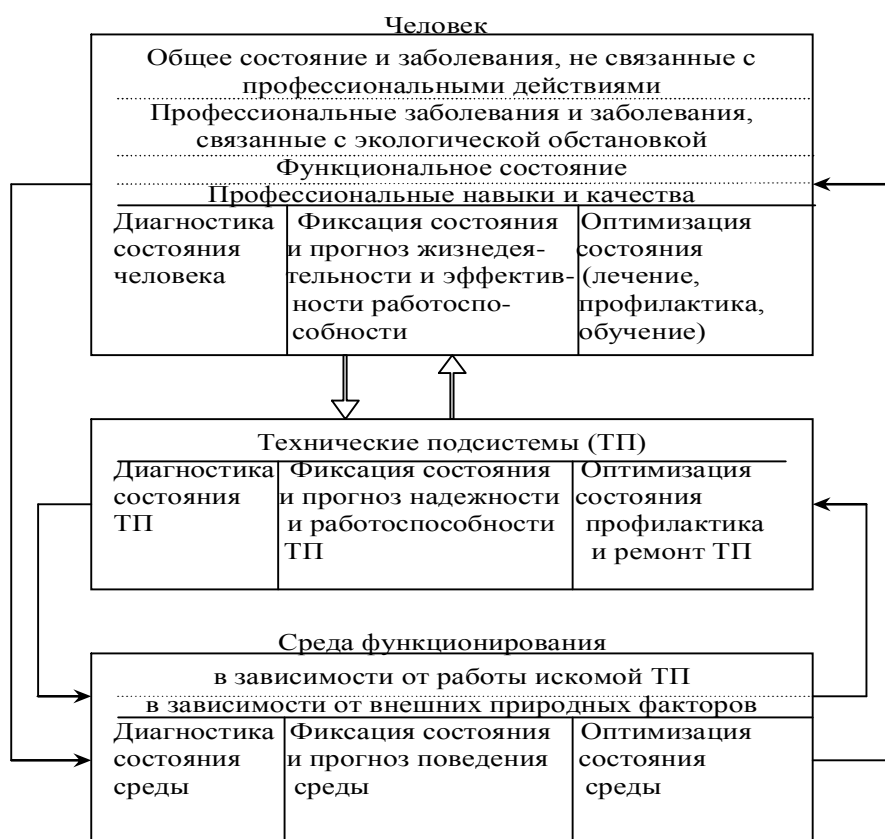 Человек
Общее состояние и заболевания, не связанные с
профессиональными действиями
Профессиональные заболевания и заболевания,
связанные с экологической обстановкой
Функциональное состояние
Профессиональные навыки и качества
Диагностика
состояния
человека
Фиксация состояния
и прогноз жизнедея-
тельности и эффектив-
ности работоспо-
собности
Оптимизация
состояния
(лечение,
профилактика,
обучение)
Технические подсистемы (ТП)
Диагностика
состояния
ТП
Фиксация состояния
и прогноз надежности
и работоспособности
ТП
Оптимизация
состояния
профилактика
и ремонт ТП
Среда функционирования
в зависимости от работы искомой ТП
в зависимости от внешних природных факторов
Диагностика
состояния
среды
Фиксация состояния
и прогноз поведения
среды
Оптимизация
состояния
среды